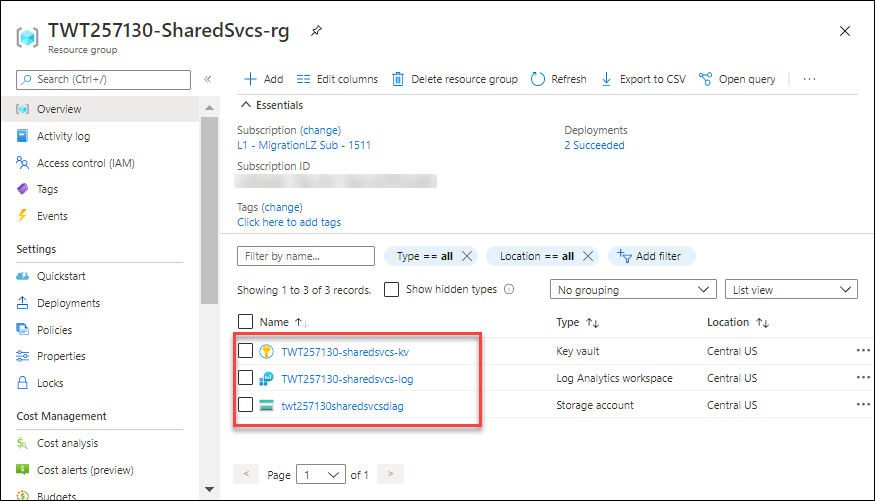 TWT257130-SharedSvcs-rg
Resource group
Search (Ctrl+/)
«
Overview
Activity log
Access control (IAM)
Tags
Events
Settings
Quickstart
Deployments
Policies
Properties
Locks
Cost Management
Cost analysis
Cost alerts (preview)
Budgets
Add Edit columns Delete resource group Refresh Export to CSV Open query ...
Essentials
Subscription (change)
L1 - MigrationLZ Sub - 1511
Deployments
2 Succeeded
Subscription ID
Tags (change)
Click here to add tags
Filter by name... Type == all Location == all Add filter
Showing 1 to 3 of 3 records. Show hidden types No grouping List view
Name Type Location
TWT257130-sharedsvcs-kv Key vault Central US ...
TWT257130-sharedsvcs-log Log Analytics workspace Central US ...
twt257130sharedsvcsdiag Storage account Central US ...
< Page 1 of 1 >